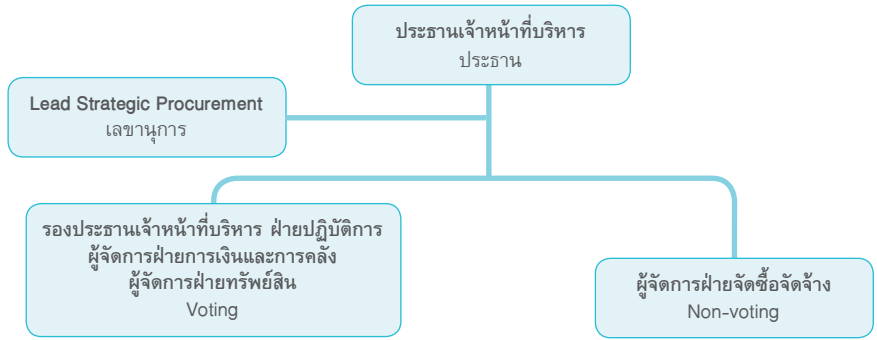 ประธานเจ้าหน้าที่บริหาร
ประธาน
Lead Strategic Procurement
เลขานุการ
รองประธานเจ้าหน้าที่บริหาร ฝ่ายปฏิบัติการ
ผู้จัดการฝ่ายการเงินและการคลัง
ผู้จัดการฝ่ายทรัพย์สิน
Voting
ผู้จัดการฝ่ายจัดซื้อจัดจ้าง
Non-voting